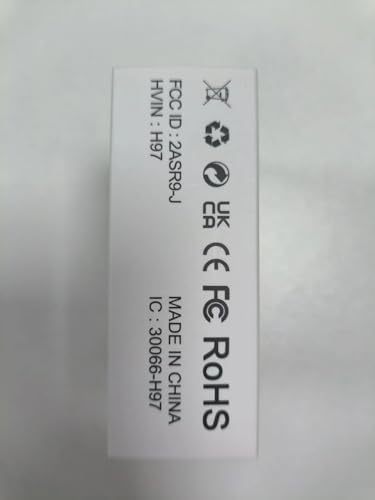 UK CA CE FC RoHS
FCC ID : 2ASR9-J
MADE IN CHINA
HVIN : H97
IC : 30066-H97